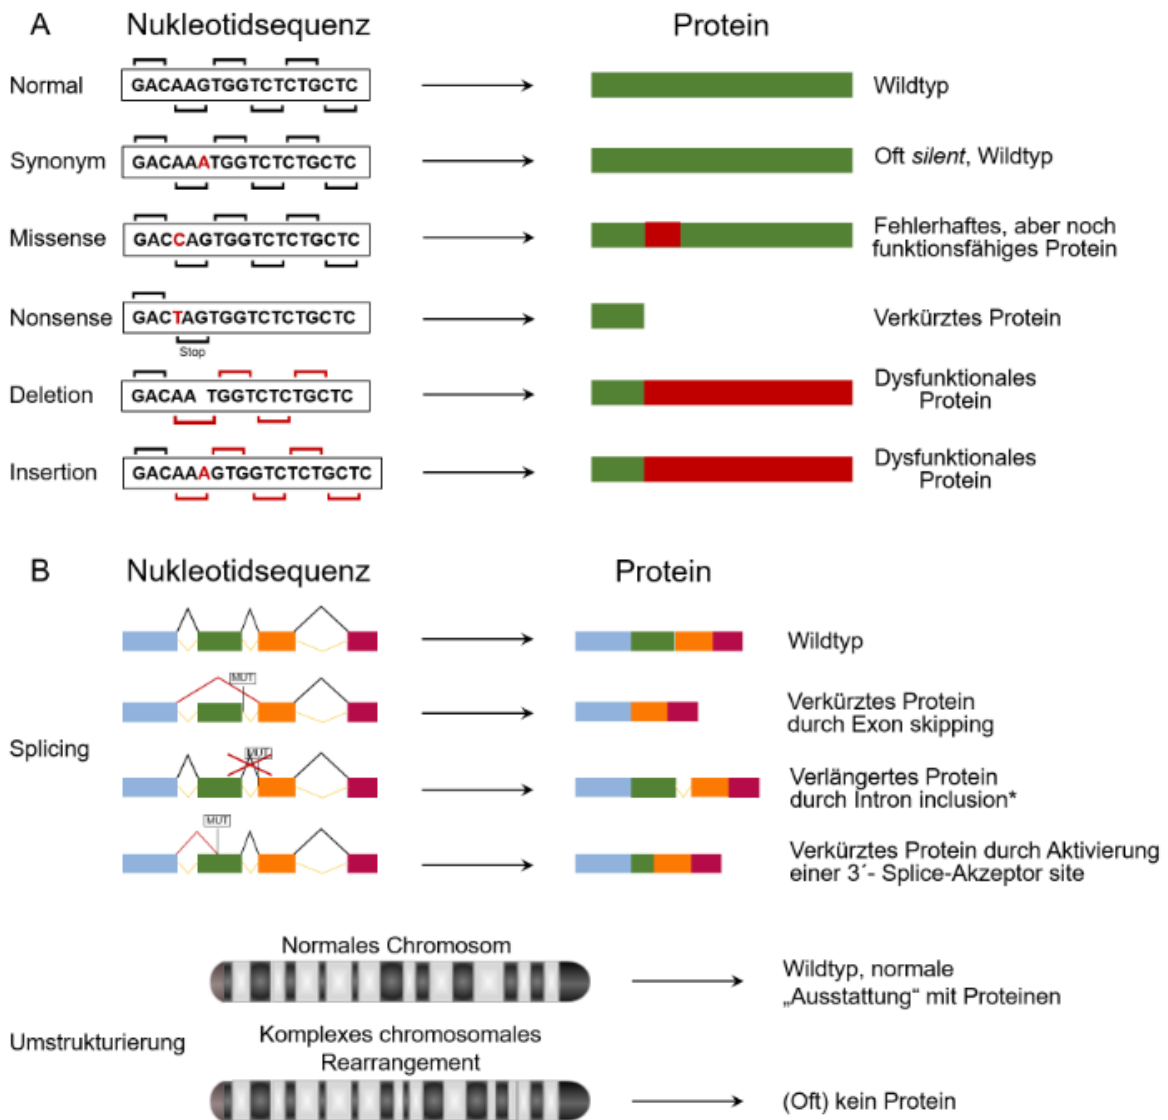 A Nukleotidsequenz Protein
Normal GACAAGTGGTCTCTGCTC Wildtyp
Synonym GACAAATGGTCTCTGCTC Oft silent, Wildtyp
Missense GACCAGTGGTCTCTGCTC Fehlerhaftes, aber noch
funktionsfähiges Protein
Nonsense GACTAGTGGTCTCTGCTC Verkürztes Protein
Stop
Deletion GACAA TGGTCTCTGCTC Dysfunktionales
Protein
Insertion GACAAAGTGGTCTCTGCTC Dysfunktionales
Protein
B Nukleotidsequenz Protein
Wildtyp
MUT
Verkürztes Protein
durch Exon skipping
Splicing
MUT
Verlängertes Protein
durch Intron inclusion*
MUT
Verkürztes Protein durch Aktivierung
einer 3´- Splice-Akzeptor site
Normales Chromosom
Wildtyp, normale
„Ausstattung“ mit Proteinen
Umstrukturierung
Komplexes chromosomales
Rearrangement
(Oft) kein Protein